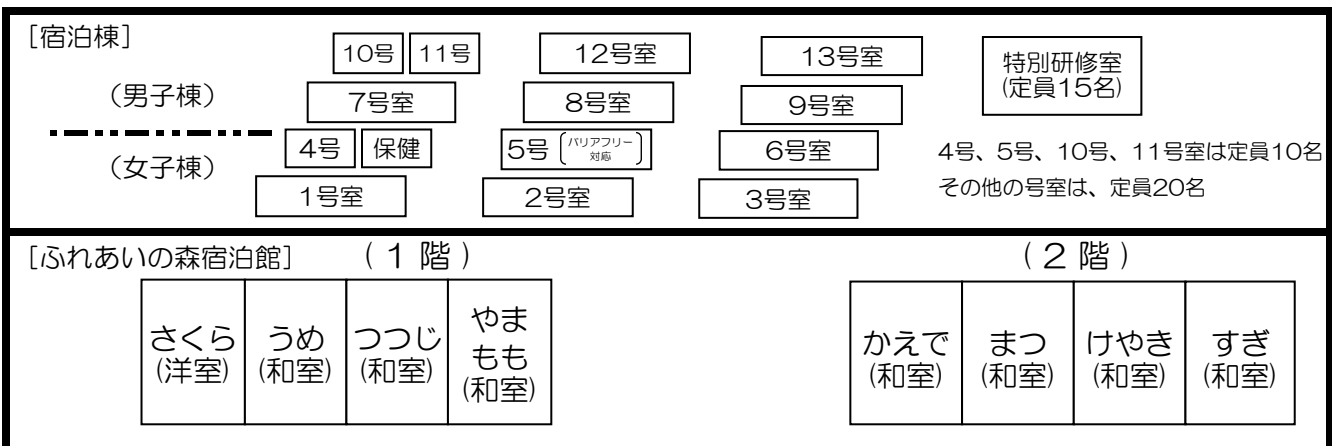 [宿泊棟]
10号 11号 12号室 13号室 特別研修室
(定員15名)
(男子棟) 7号室 8号室 9号室
4号 保健 5号 (バリアフリー
対応) 6号室 4号、5号、10号、11号室は定員10名
(女子棟)
1号室 2号室 3号室 その他の号室は、定員20名
[ふれあいの森宿泊館] (1階) (2階)
さくら
(洋室)
うめ
(和室)
つつじ
(和室)
やま
もも
(和室)
かえで
(和室)
まつ
(和室)
けやき
(和室)
すぎ
(和室)